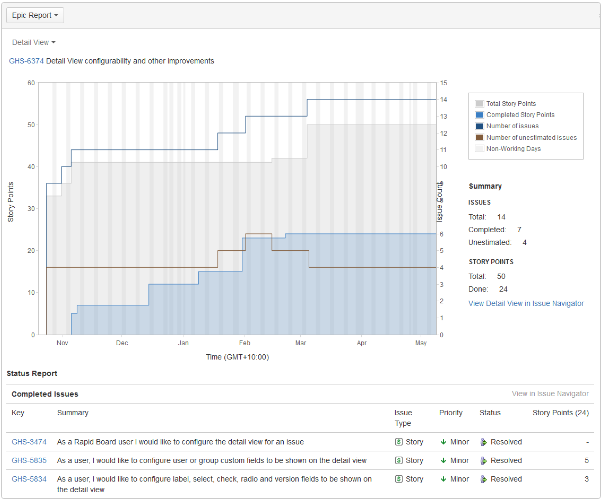 Epic Report
Detail View
GHS-6374 Detail View configurability and other improvements
60
50
40
30
20
10
0
Story Points
15
14
13
12
11
10
9
8
7
6
5
4
3
2
1
0
Issue Count
Nov Dec Jan Feb Mar Apr May
Time (GMT+10:00)
Total Story Points
Completed Story Points
Number of issues
Number of unestimated issues
Non-Working Days
Summary
ISSUES
Total: 14
Completed: 7
Unestimated: 4
STORY POINTS
Total: 50
Done: 24
View Detail View in Issue Navigator
Status Report
Completed Issues View in Issue Navigator
Key Summary Issue Type Priority Status Story Points (24)
GHS-3474 As a Rapid Board user i would like to configure the detail view for an issue Story Minor Resolved -
GHS-5835 As a user, I would like to configure user or group custom fields to be shown on the detail view Story Minor Resolved 5
GHS-5834 As a user, I would like to configure label, select, check, radio and version fields to be shown on Story Minor Resolved 3
the detail view